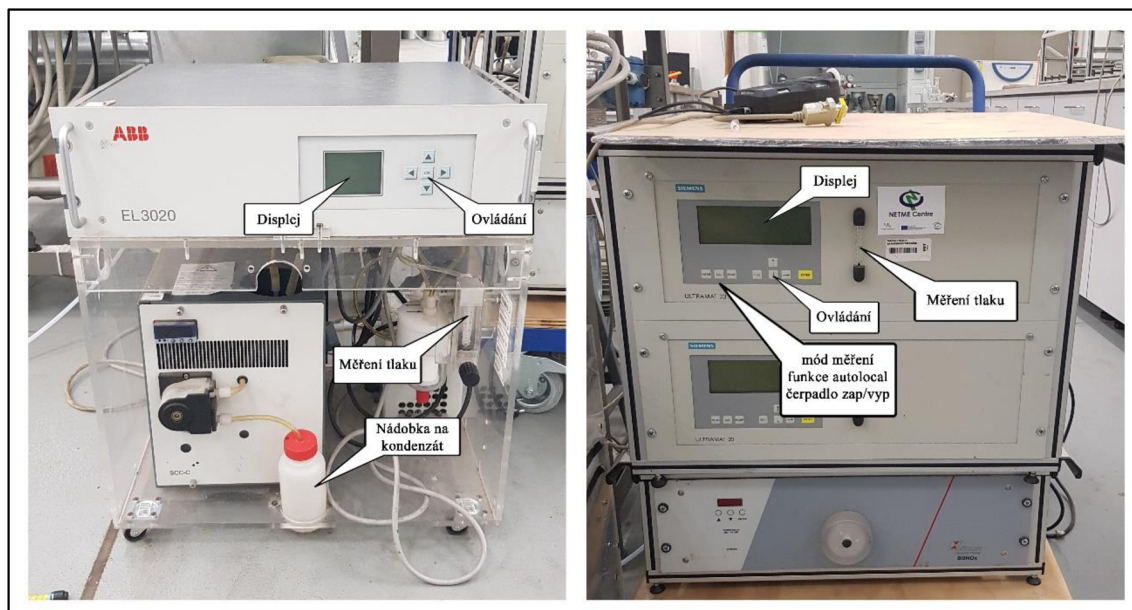 ABB
EL3020
Displej
Ovládání
Měření tlaku
Nádobka na
kondenzát
SCC-C
SIEMENS
Displej
NETME Centre
Měření tlaku
ULTRAMAT 23
Ovládání
mód měření
funkce autolocal
čerpadlo zap/vyp
SIEMENS
ULTRAMAT 23
BÜNOx